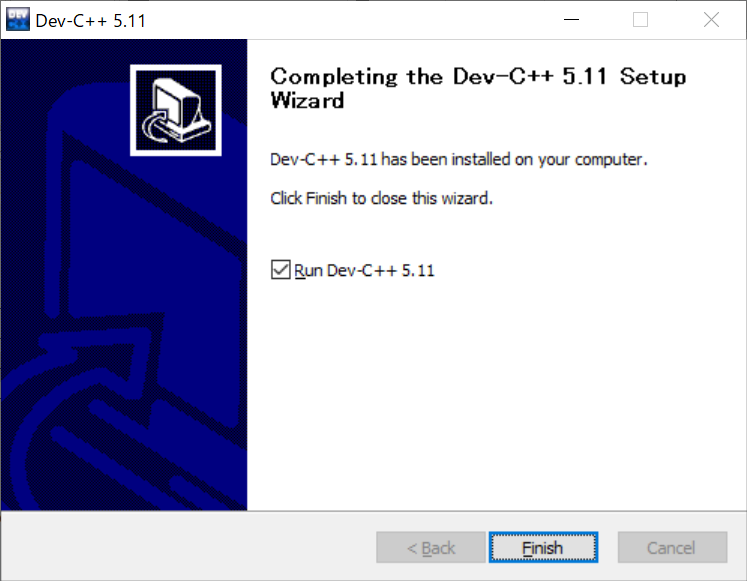 Dev-C++ 5.11
Completing the Dev-C++ 5.11 Setup
Wizard
Dev-C++ 5.11 has been installed on your computer.
Click Finish to close this wizard.
Run Dev-C++ 5.11
< Back
Finish
Cancel